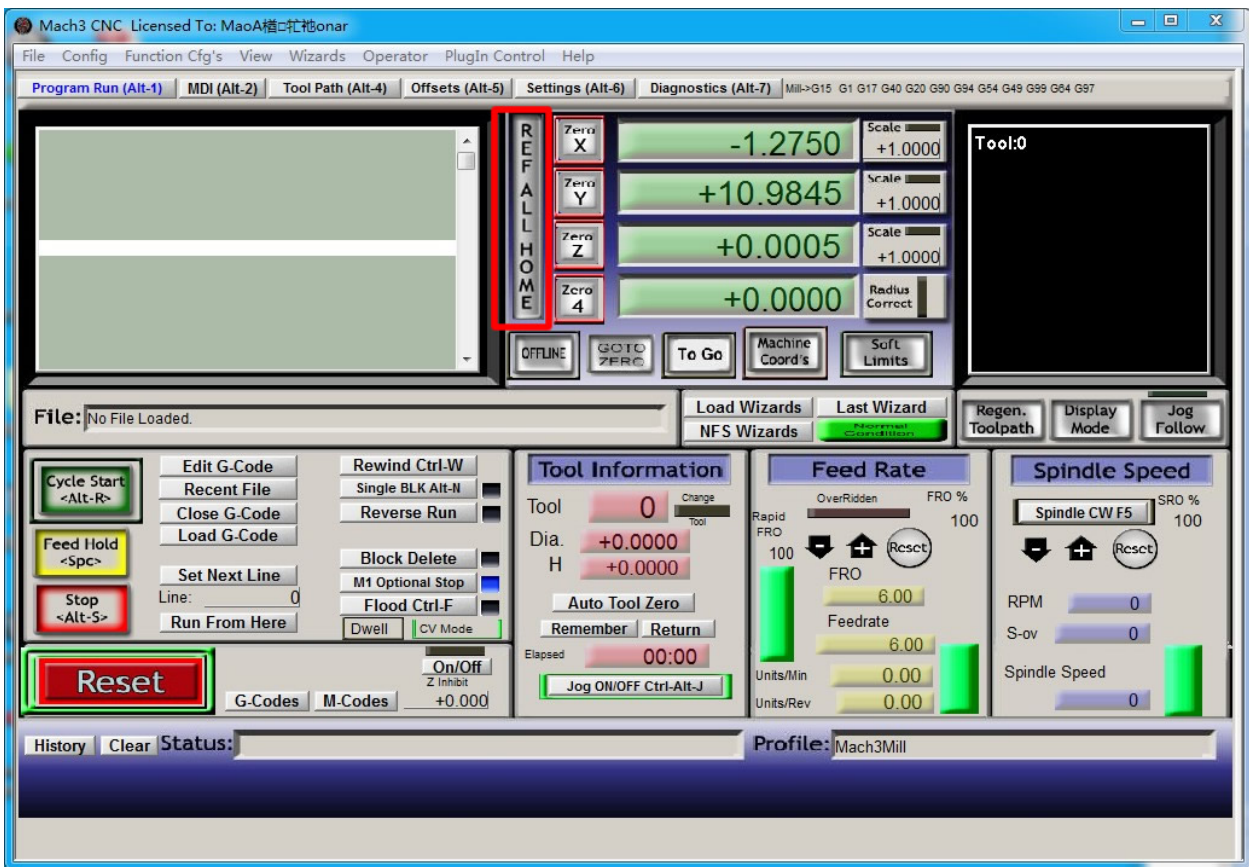 Mach3 CNC Licensed To: MaoA楢□牤衪onar
File Config Function Cfg's View Wizards Operator PlugIn Control Help
Program Run (Alt-1) MDI (Alt-2) Tool Path (Alt-4) Offsets (Alt-5) Settings (Alt-6) Diagnostics (Alt-7) Mill->G15 G1 G17 G40 G20 G90 G94 G54 G49 G99 G64 G97
REF ALL HOME
Zero X -1.2750 Scale +1.0000
Zero Y +10.9845 Scale +1.0000
Zero Z +0.0005 Scale +1.0000
Zero 4 +0.0000 Radius Correct
OFFLINE GOTO ZERO To Go Machine Coord's Soft Limits
Tool:0
File: No File Loaded.
Load Wizards Last Wizard
NFS Wizards Normal Condition
Regen. Toolpath Display Mode Jog Follow
Cycle Start <Alt-R>
Feed Hold <Spc>
Stop <Alt-S>
Edit G-Code
Recent File
Close G-Code
Load G-Code
Set Next Line
Line: 0
Run From Here
Rewind Ctrl-W
Single BLK Alt-N
Reverse Run
Block Delete
M1 Optional Stop
Flood Ctrl-F
Dwell CV Mode
Reset
G-Codes M-Codes
On/Off
Z Inhibit
+0.000
Tool Information
Tool 0 Change Tool
Dia. +0.0000
H +0.0000
Auto Tool Zero
Remember Return
Elapsed 00:00
Jog ON/OFF Ctrl-Alt-J
Feed Rate
OverRidden FRO %
100
Rapid FRO
100
Reset
FRO
6.00
Feedrate
6.00
Units/Min 0.00
Units/Rev 0.00
Spindle Speed
Spindle CW F5
SRO %
100
Reset
RPM 0
S-ov 0
Spindle Speed
0
History Clear Status:
Profile: Mach3Mill